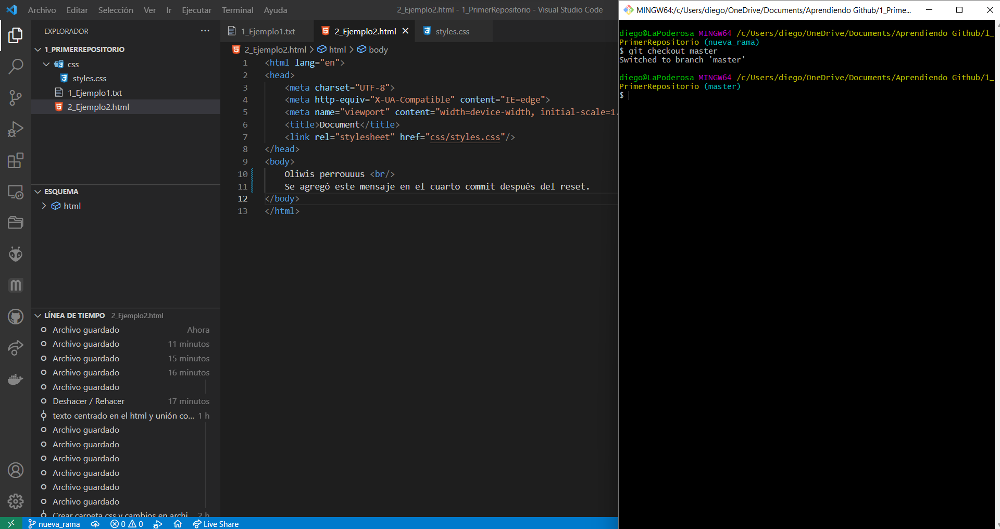 Archivo Editar Selección Ver Ir Ejecutar Terminal Ayuda 2_Ejemplo2.html - 1_PrimerRepositorio - Visual Studio Code
EXPLORADOR ···
1_PRIMERREPOSITORIO
css
styles.css
1_Ejemplo1.txt
2_Ejemplo2.html
ESQUEMA
html
LÍNEA DE TIEMPO 2_Ejemplo2.html
Archivo guardado Ahora
Archivo guardado 11 minutos
Archivo guardado 15 minutos
Archivo guardado 16 minutos
Archivo guardado
Deshacer / Rehacer 17 minutos
texto centrado en el html y unión co... 1 h
Archivo guardado
Archivo guardado
Archivo guardado
Archivo guardado
Archivo guardado
Archivo guardado
Crear carpeta css y cambios en archi... 2 h
1_Ejemplo1.txt 2_Ejemplo2.html styles.css
2_Ejemplo2.html > html > body
1 <html lang="en">
2 <head>
3 <meta charset="UTF-8">
4 <meta http-equiv="X-UA-Compatible" content="IE=edge">
5 <meta name="viewport" content="width=device-width, initial-scale=1.
6 <title>Document</title>
7 <link rel="stylesheet" href="css/styles.css"/>
8 </head>
9 <body>
10 Oliwis perrouuus <br/>
11 Se agregó este mensaje en el cuarto commit después del reset.
12 </body>
13 </html>
nueva_rama 0 0 Live Share
MINGW64:/c/Users/diego/OneDrive/Documents/Aprendiendo Github/1_Prime...
diego@LaPoderosa MINGW64 /c/Users/diego/OneDrive/Documents/Aprendiendo Github/1_
PrimerRepositorio (nueva_rama)
$ git checkout master
Switched to branch 'master'
diego@LaPoderosa MINGW64 /c/Users/diego/OneDrive/Documents/Aprendiendo Github/1_
PrimerRepositorio (master)
$